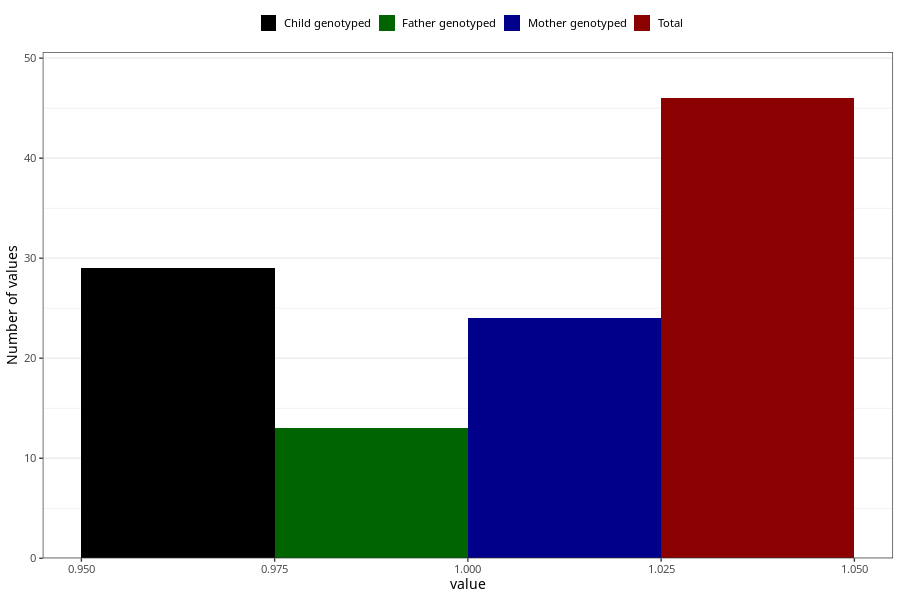 Child genotyped Father genotyped Mother genotyped Total
50
40
30
20
10
0
Number of values
0.950 0.975 1.000 1.025 1.050
value